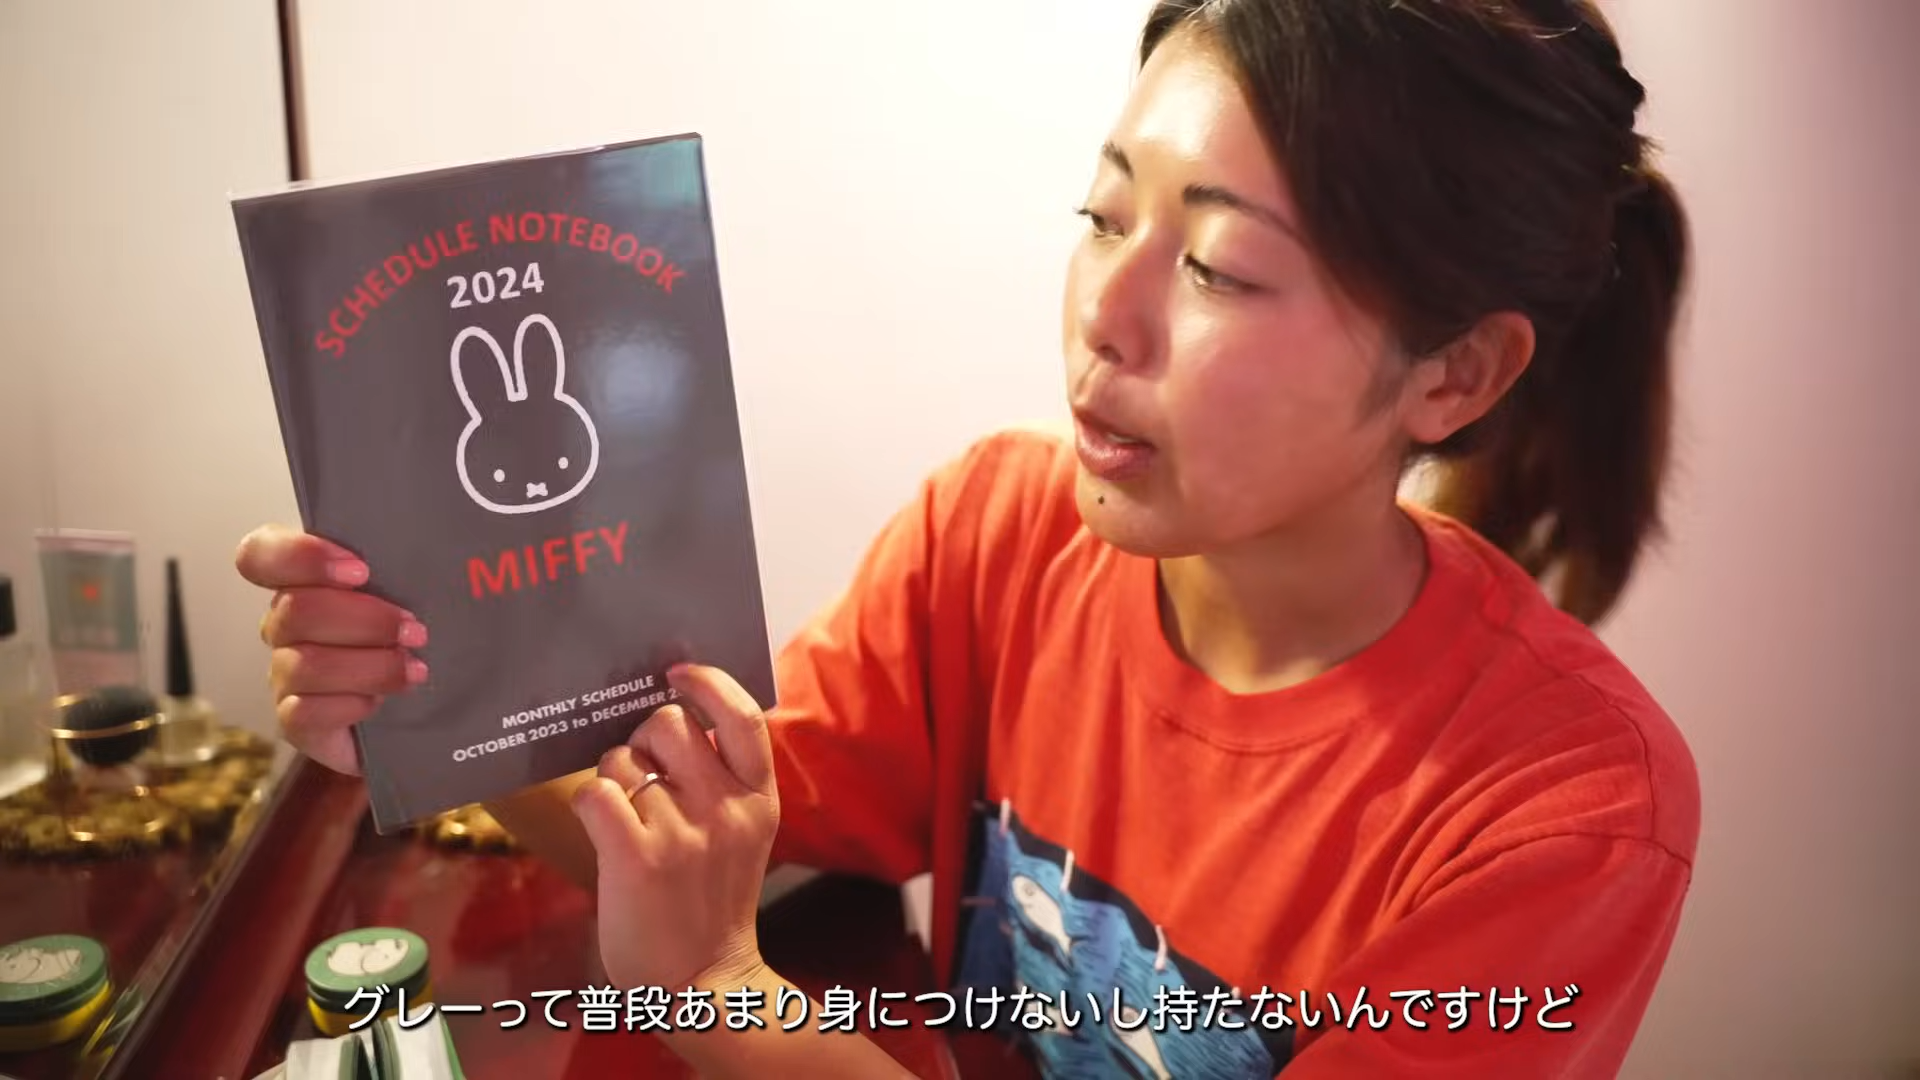 SCHEDULE NOTEBOOK
2024
MIFFY
MONTHLY SCHEDULE
OCTOBER 2023 to DECEMBER
グレーって普段あまり身につけないし持たないんですけど